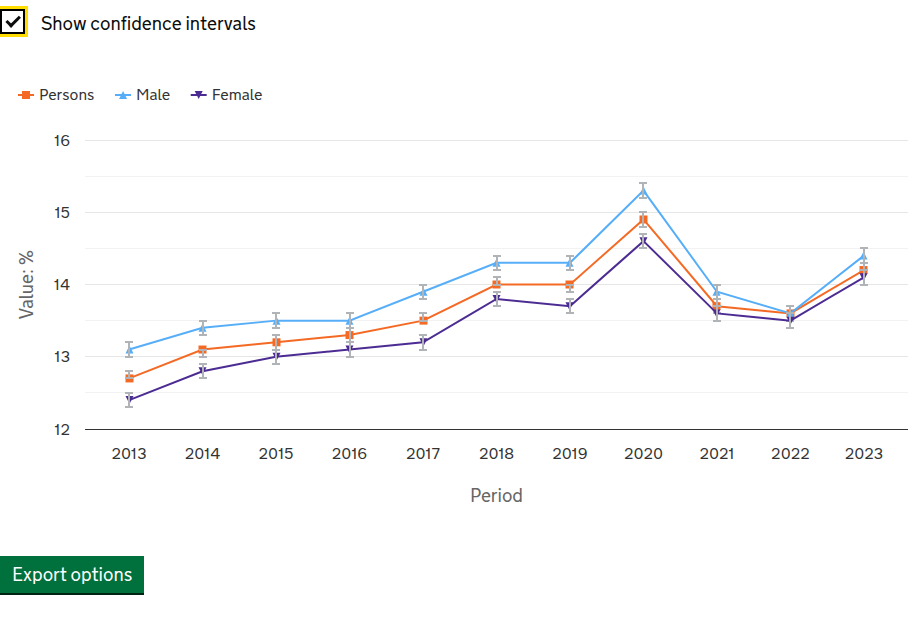 Show confidence intervals
Persons Male Female
16
15
14
13
12
Value: %
2013 2014 2015 2016 2017 2018 2019 2020 2021 2022 2023
Period
Export options